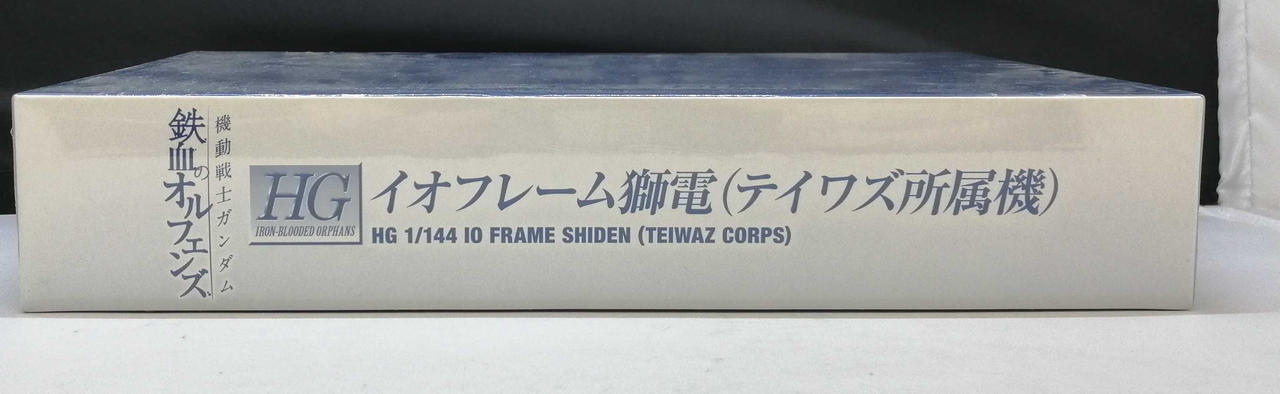 機動戦士ガンダム
鉄血のオルフェンズ
HG
IRON-BLOODED ORPHANS
イオフレーム獅電(テイワズ所属機)
HG 1/144 IO FRAME SHIDEN (TEIWAZ CORPS)